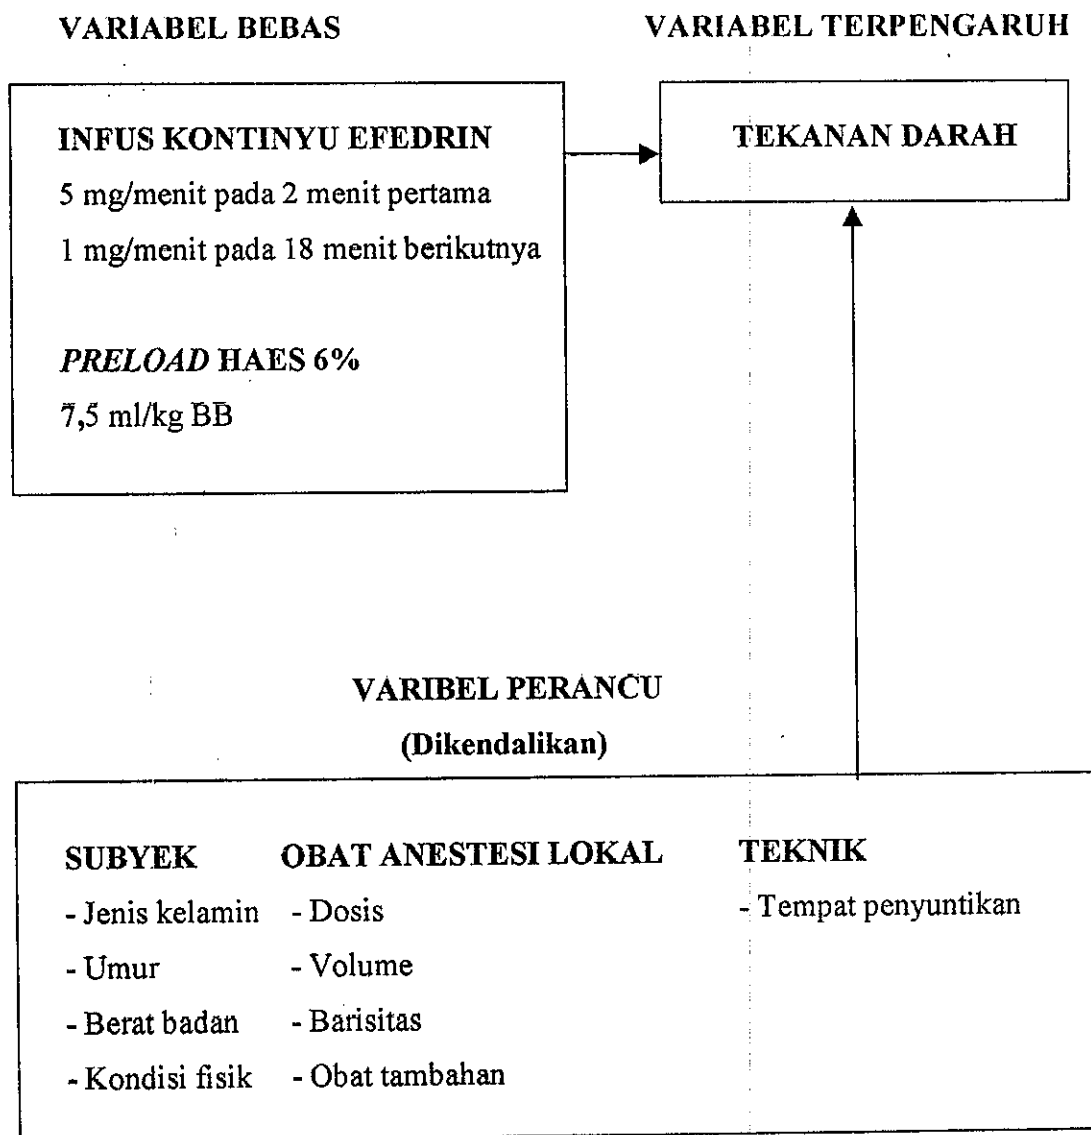 VARIABEL BEBAS
VARIABEL TERPENGARUH
INFUS KONTINYU EFEDRIN
5 mg/menit pada 2 menit pertama
1 mg/menit pada 18 menit berikutnya
PRELOAD HAES 6%
7,5 ml/kg BB
TEKANAN DARAH
VARIBEL PERANCU
(Dikendalikan)
SUBYEK
- Jenis kelamin
- Umur
- Berat badan
- Kondisi fisik
OBAT ANESTESI LOKAL
- Dosis
- Volume
- Barisitas
- Obat tambahan
TEKNIK
- Tempat penyuntikan